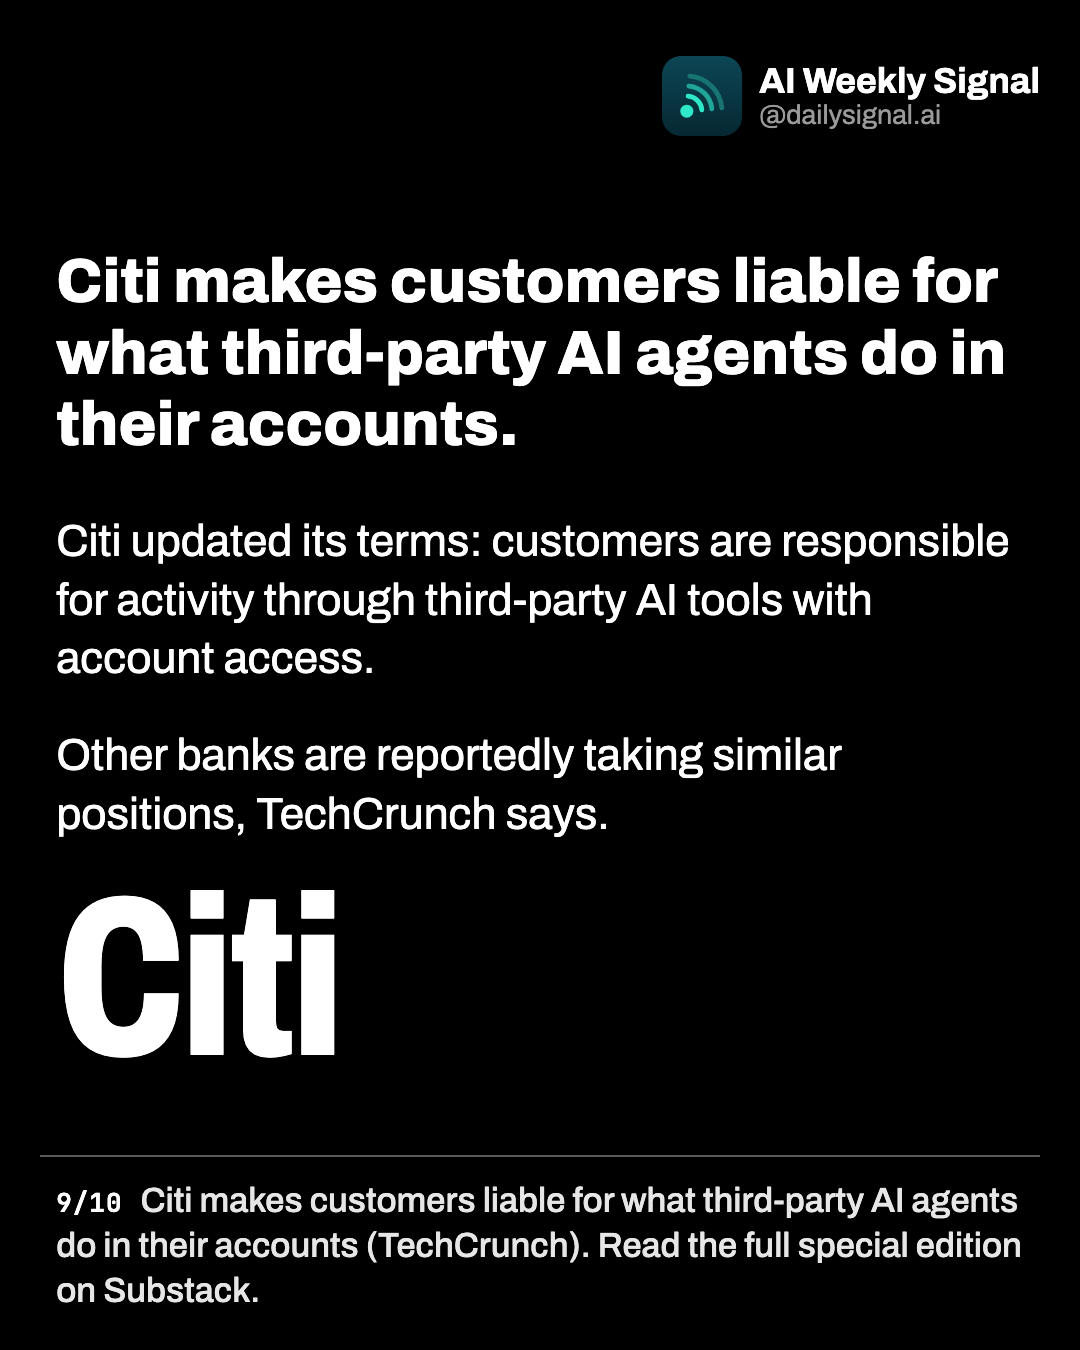 AI Weekly Signal
@dailysignal.ai
Citi makes customers liable for
what third-party AI agents do in
their accounts.
Citi updated its terms: customers are responsible
for activity through third-party AI tools with
account access.
Other banks are reportedly taking similar
positions, TechCrunch says.
Citi
9/10 Citi makes customers liable for what third-party AI agents
do in their accounts (TechCrunch). Read the full special edition
on Substack.